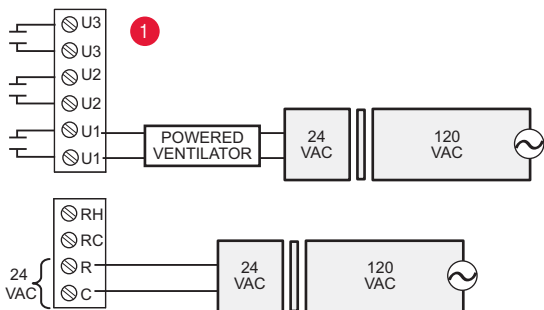 U3
1
U3
U2
U2
U1
POWERED
VENTILATOR
24
VAC
120
VAC
U1
RH
RC
24
VAC
R
C
24
VAC
120
VAC